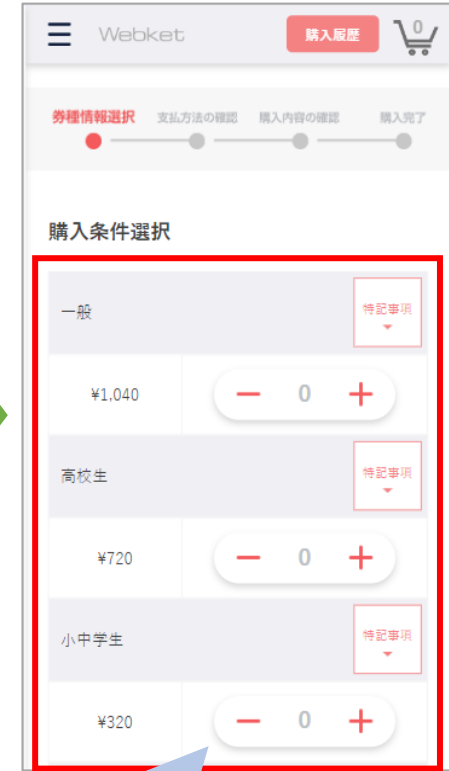 Webket 購入履歴 0
券種情報選択 支払方法の確認 購入内容の確認 購入完了
購入条件選択
一般 特記事項
¥1,040 − 0 +
高校生 特記事項
¥720 − 0 +
小中学生 特記事項
¥320 − 0 +